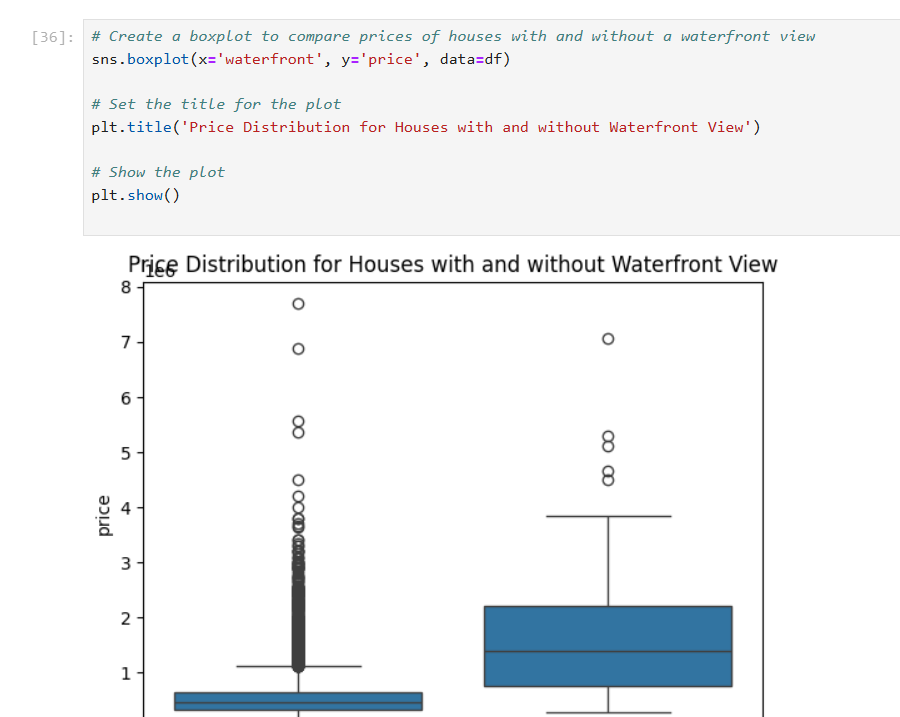 [36]: # Create a boxplot to compare prices of houses with and without a waterfront view
sns.boxplot(x='waterfront', y='price', data=df)
# Set the title for the plot
plt.title('Price Distribution for Houses with and without Waterfront View')
# Show the plot
plt.show()
Price Distribution for Houses with and without Waterfront View
1e6
8
7
6
5
4
3
2
1
price